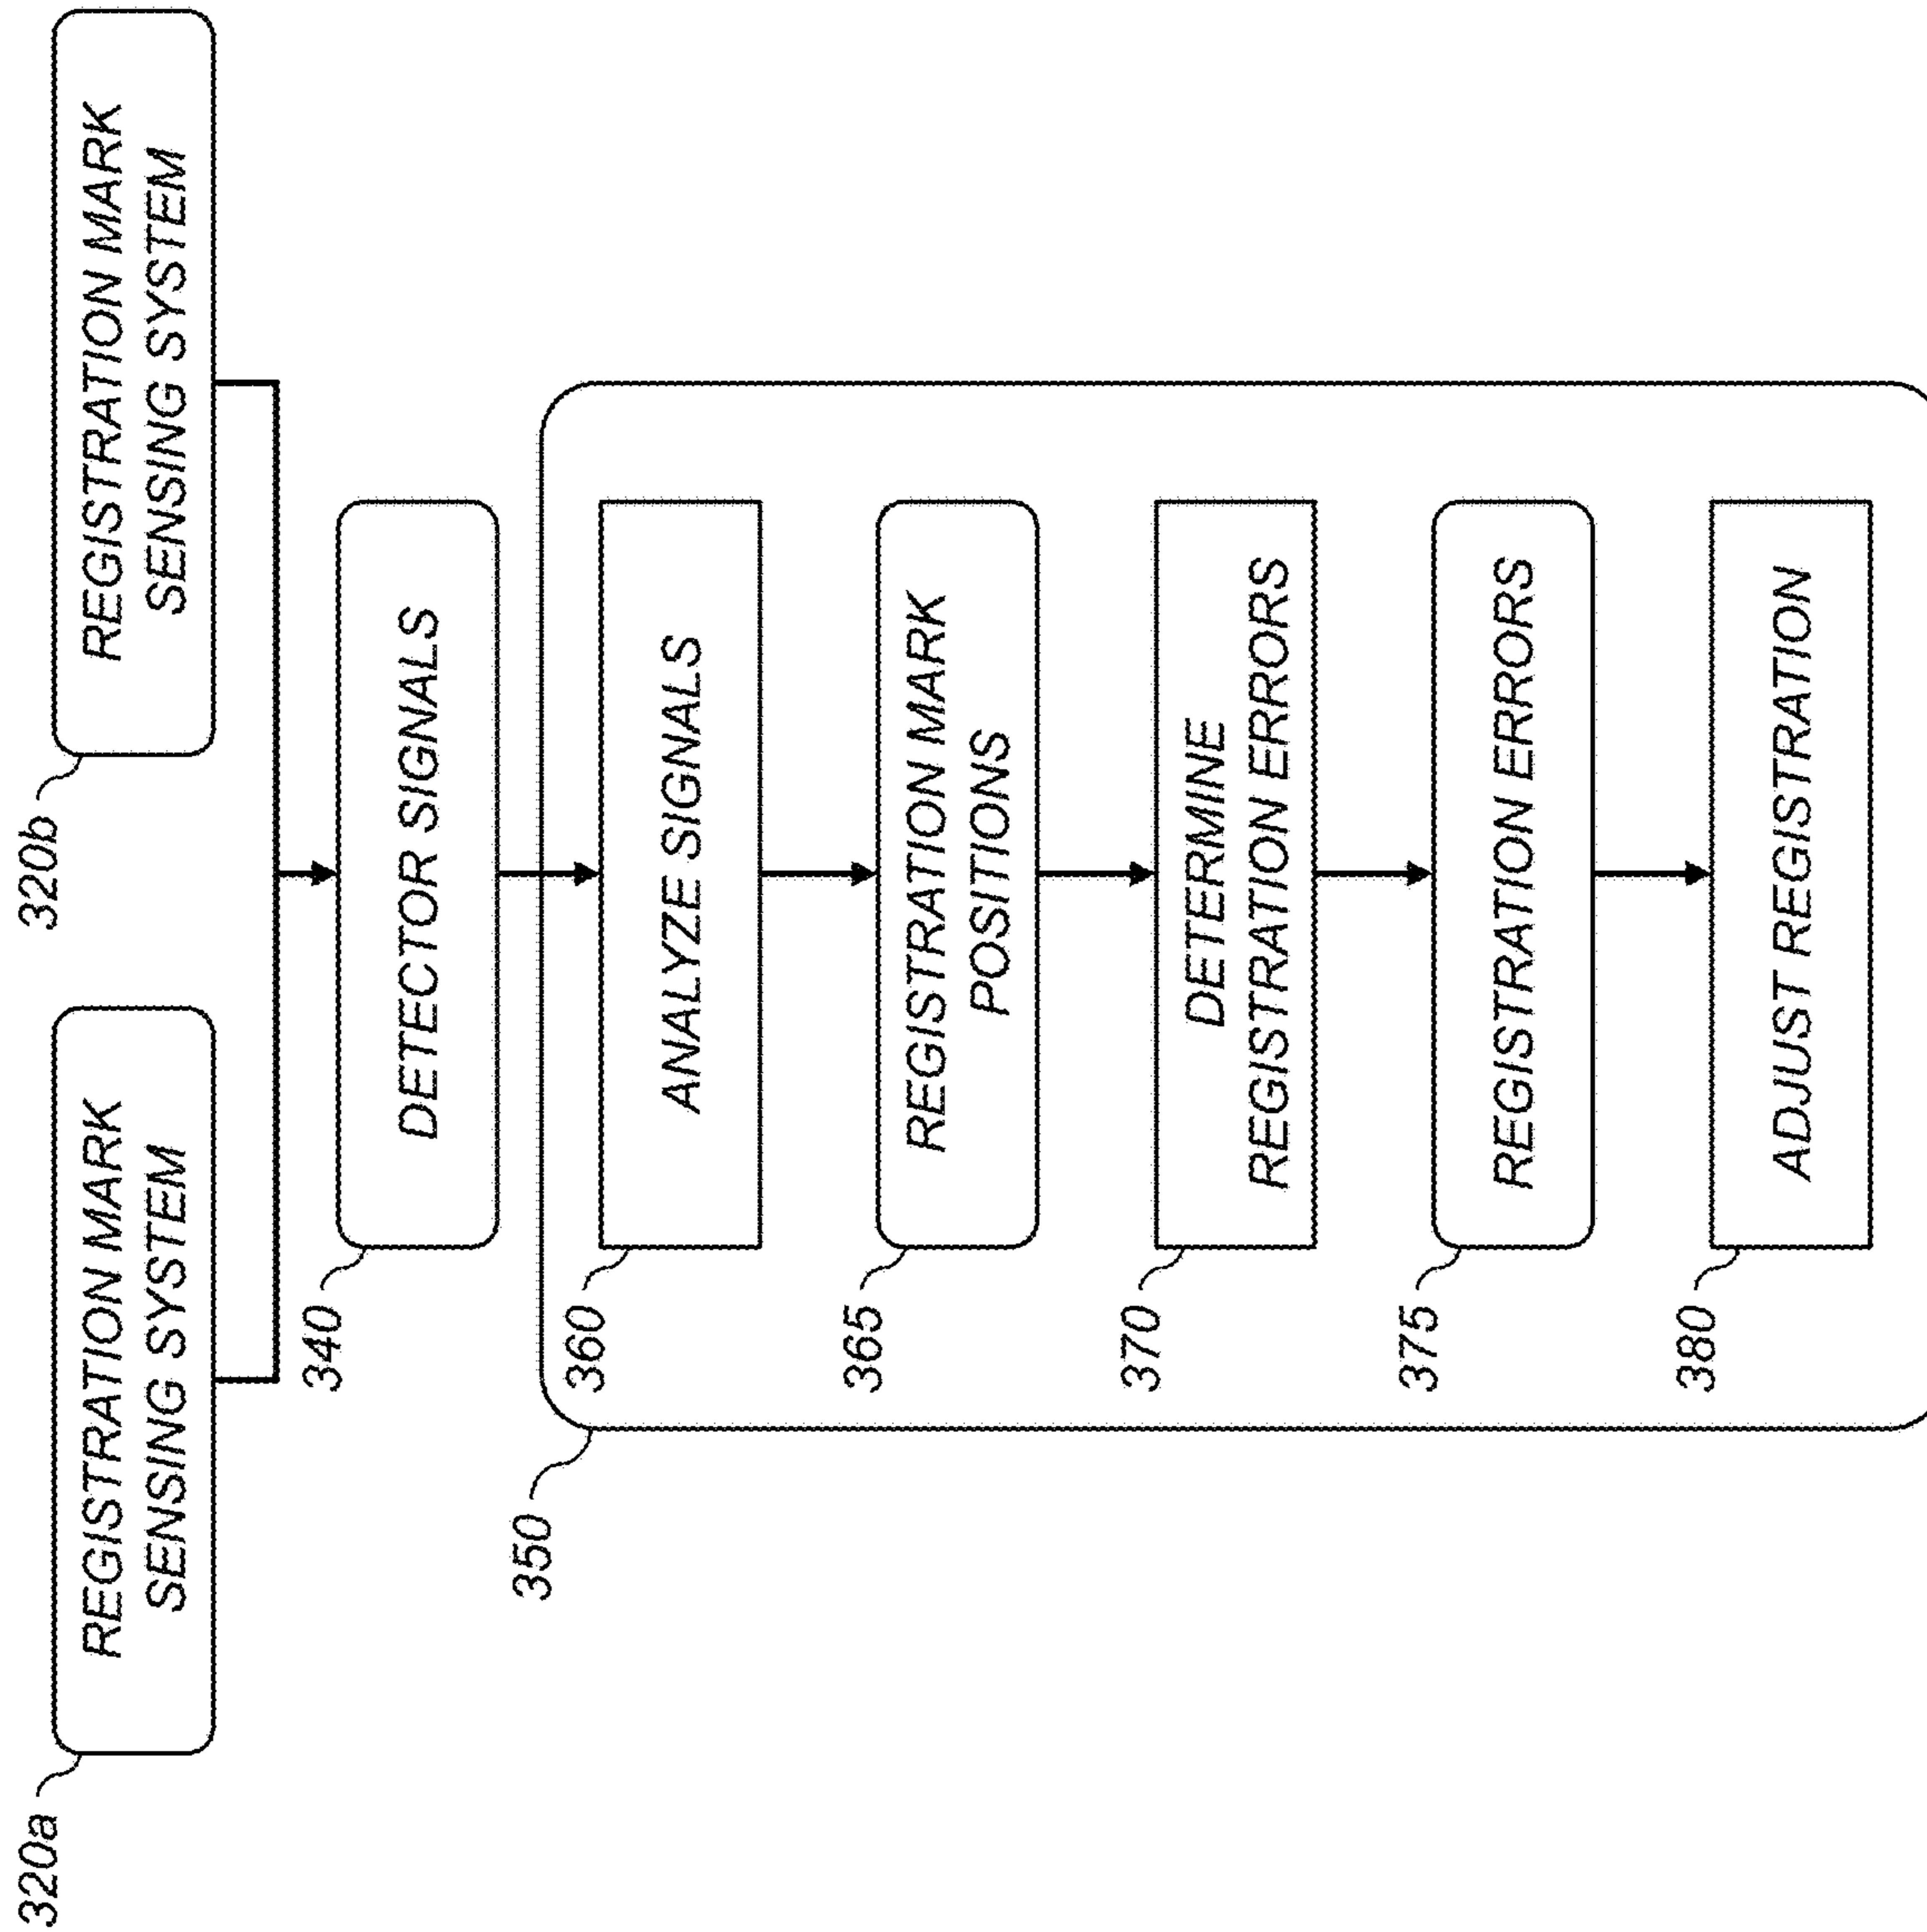 320a
REGISTRATION MARK
SENSING SYSTEM
320b
REGISTRATION MARK
SENSING SYSTEM
340
DETECTOR SIGNALS
350
360
ANALYZE SIGNALS
365
REGISTRATION MARK
POSITIONS
370
DETERMINE
REGISTRATION ERRORS
375
REGISTRATION ERRORS
380
ADJUST REGISTRATION